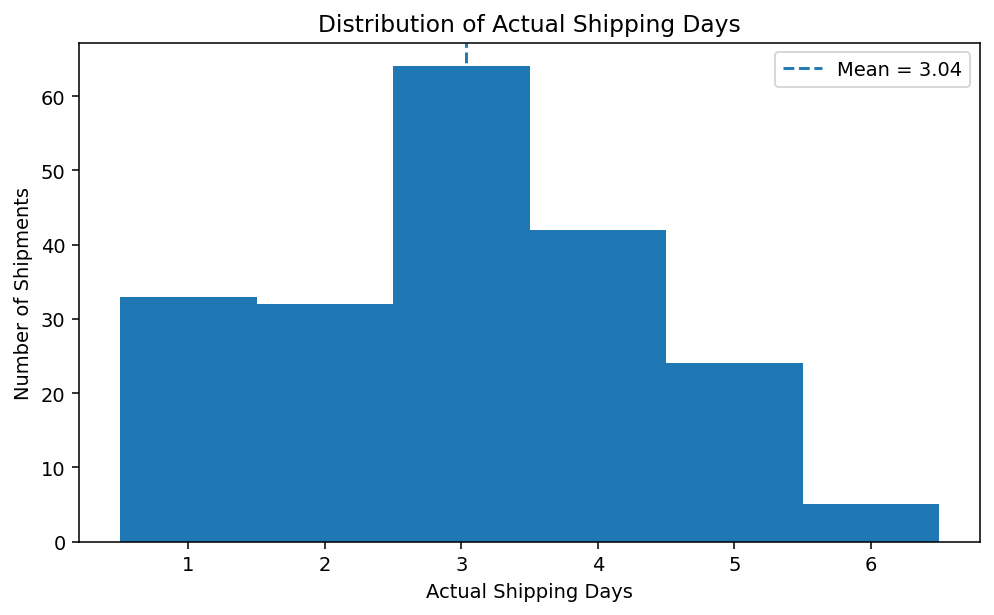 Distribution of Actual Shipping Days
Mean = 3.04
Number of Shipments
60
50
40
30
20
10
0
1 2 3 4 5 6
Actual Shipping Days